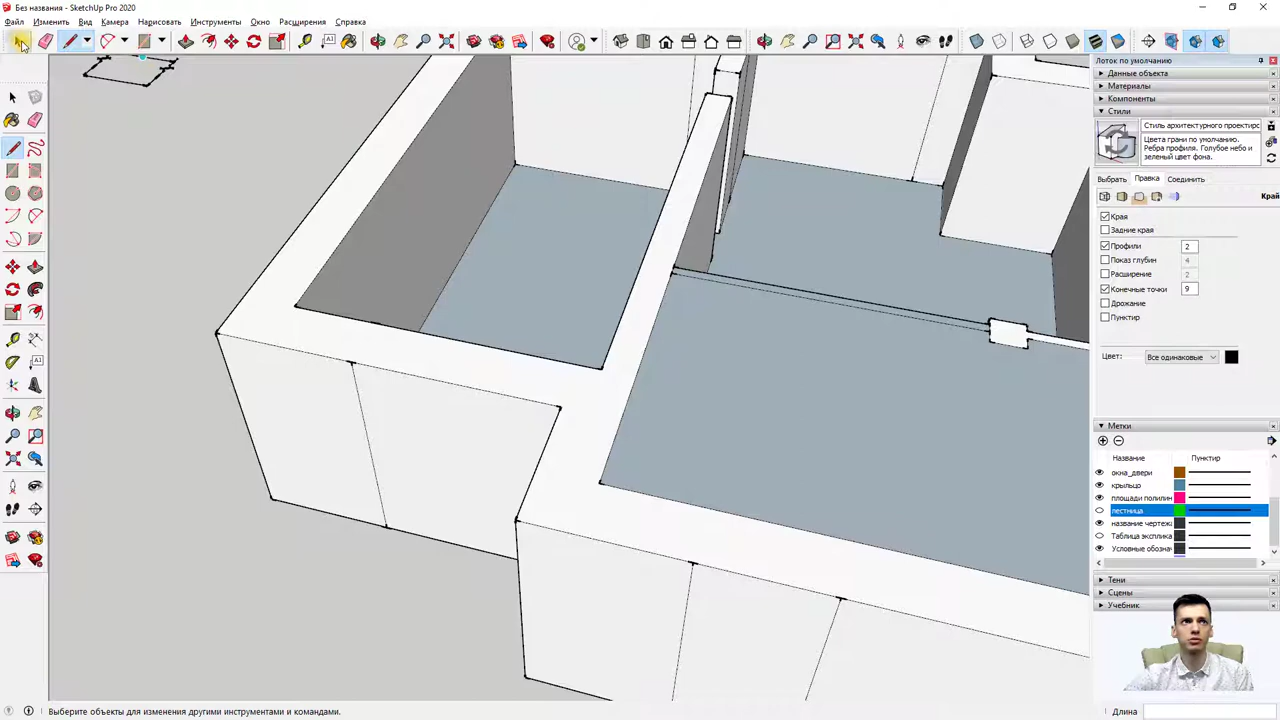 Без названия - SketchUp Pro 2020
Файл Изменить Вид Камера Нарисовать Инструменты Окно Расширения Справка
Лоток по умолчанию
Данные объекта
Материалы
Компоненты
Стили
Стиль архитектурного проектирс
Цвета грани по умолчанию.
Ребра профиля. Голубое небо и
зеленый цвет фона.
Выбрать Правка Соединить
Край
Края
Задние края
Профили 2
Показ глубин 4
Расширение 2
Конечные точки 9
Дрожание
Пунктир
Цвет: Все одинаковые
Метки
Название Пунктир
окна_двери
крыльцо
площади полилин
лестница
название чертежа
Таблица эксплика
Условные обознач
Тени
Сцены
Учебник
Выберите объекты для изменения другими инструментами и командами.
Длина